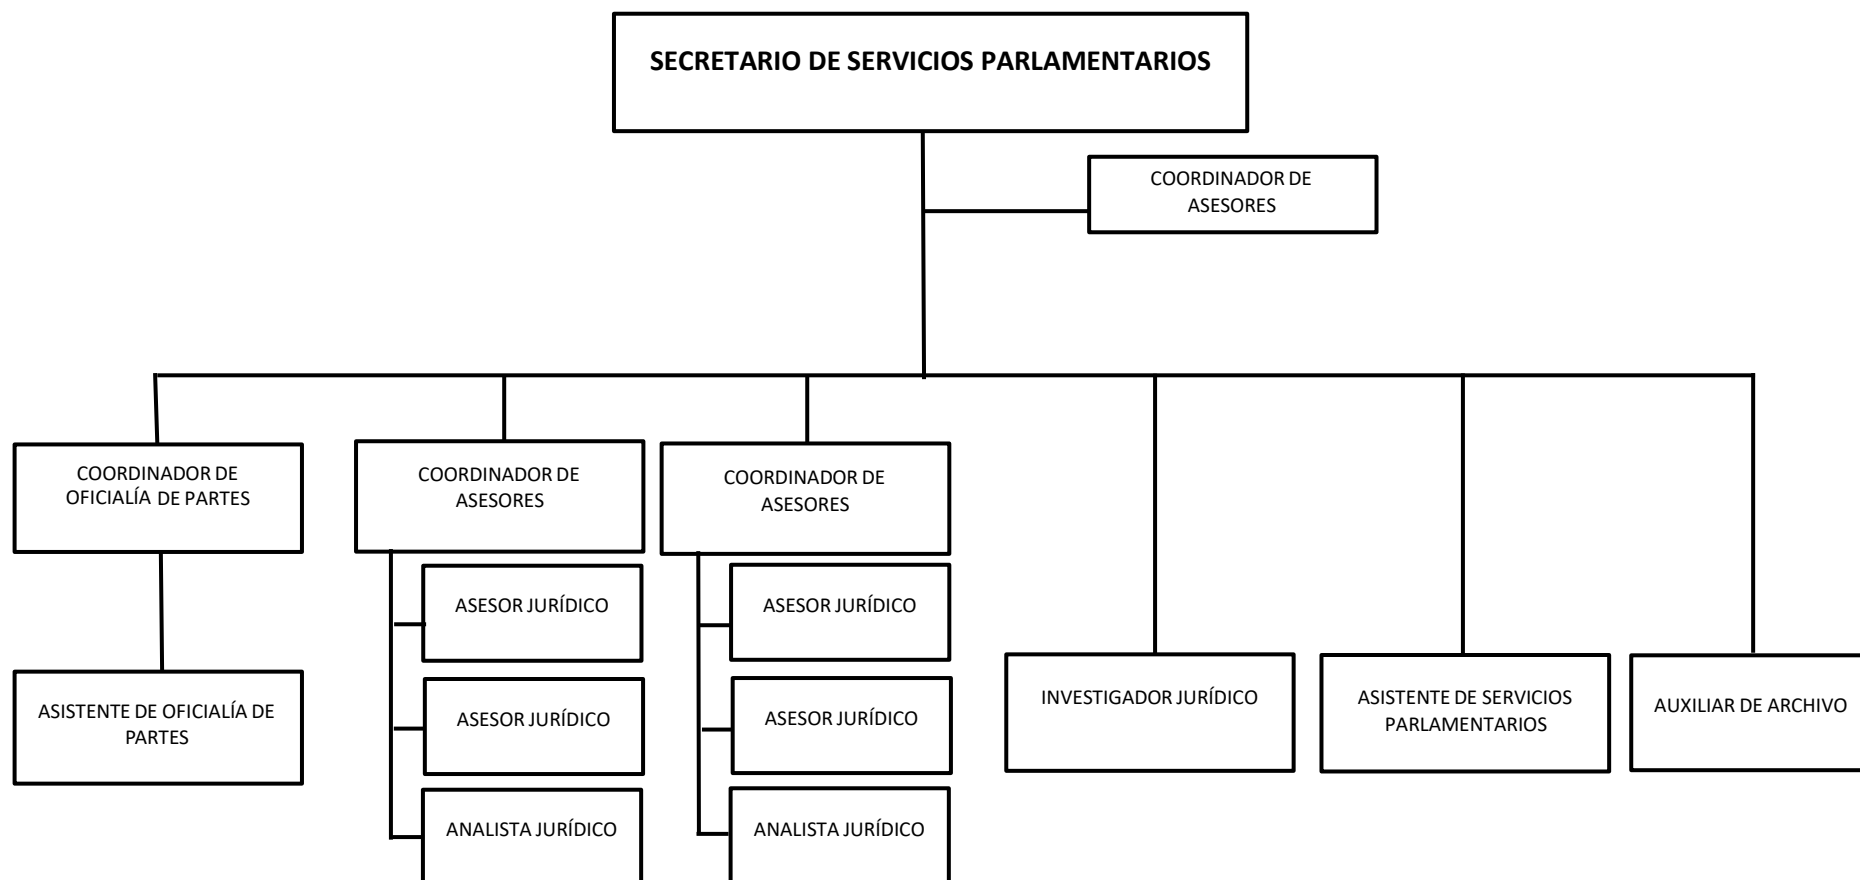 SECRETARIO DE SERVICIOS PARLAMENTARIOS
COORDINADOR DE
ASESORES
COORDINADOR DE
OFICIALÍA DE PARTES
COORDINADOR DE
ASESORES
COORDINADOR DE
ASESORES
ASESOR JURÍDICO
ASESOR JURÍDICO
ASISTENTE DE OFICIALÍA DE
PARTES
ASESOR JURÍDICO
ASESOR JURÍDICO
INVESTIGADOR JURÍDICO
ASISTENTE DE SERVICIOS
PARLAMENTARIOS
AUXILIAR DE ARCHIVO
ANALISTA JURÍDICO
ANALISTA JURÍDICO